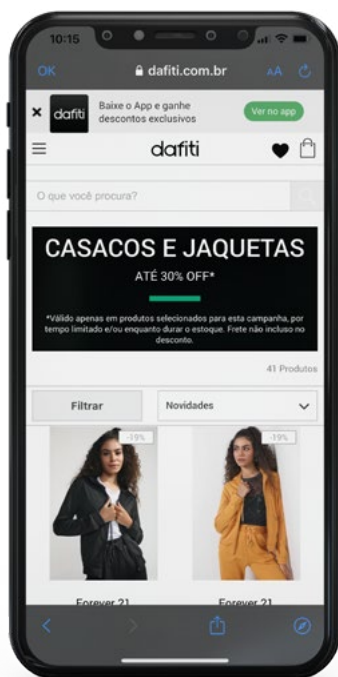 10:15
OK
dafiti.com.br
AA
dafiti
Baixe o App e ganhe
descontos exclusivos
Ver no app
dafiti
O que você procura?
CASACOS E JAQUETAS
ATÉ 30% OFF*
*Válido apenas em produtos selecionados para esta campanha, por
tempo limitado e/ou enquanto durar o estoque. Frete não incluso no
desconto.
41 Produtos
Filtrar
Novidades
-19%
-19%
Forever 21
Forever 21